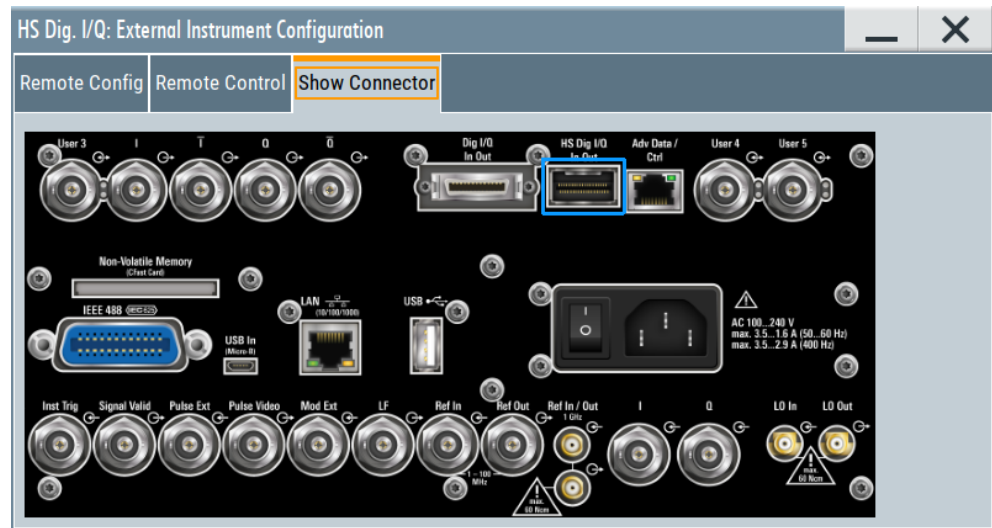 HS Dig. I/Q: External Instrument Configuration
Remote Config Remote Control Show Connector
User 3 I I Q Q Dig I/Q HS Dig I/Q Adv Data / User 4 User 5
In Out In Out Ctrl
Non-Volatile Memory
(CFast Card)
IEEE 488 IEC 625
USB In
(Micro-B)
LAN
(10/100/1000)
USB
I
O
AC 100...240 V
max. 3.5...1.6 A (50...60 Hz)
max. 3.5...2.9 A (400 Hz)
Inst Trig Signal Valid Pulse Ext Pulse Video Mod Ext LF Ref In Ref Out Ref In / Out I Q LO In LO Out
1 GHz
1 - 100
MHz
max.
60 Ncm
max.
60 Ncm